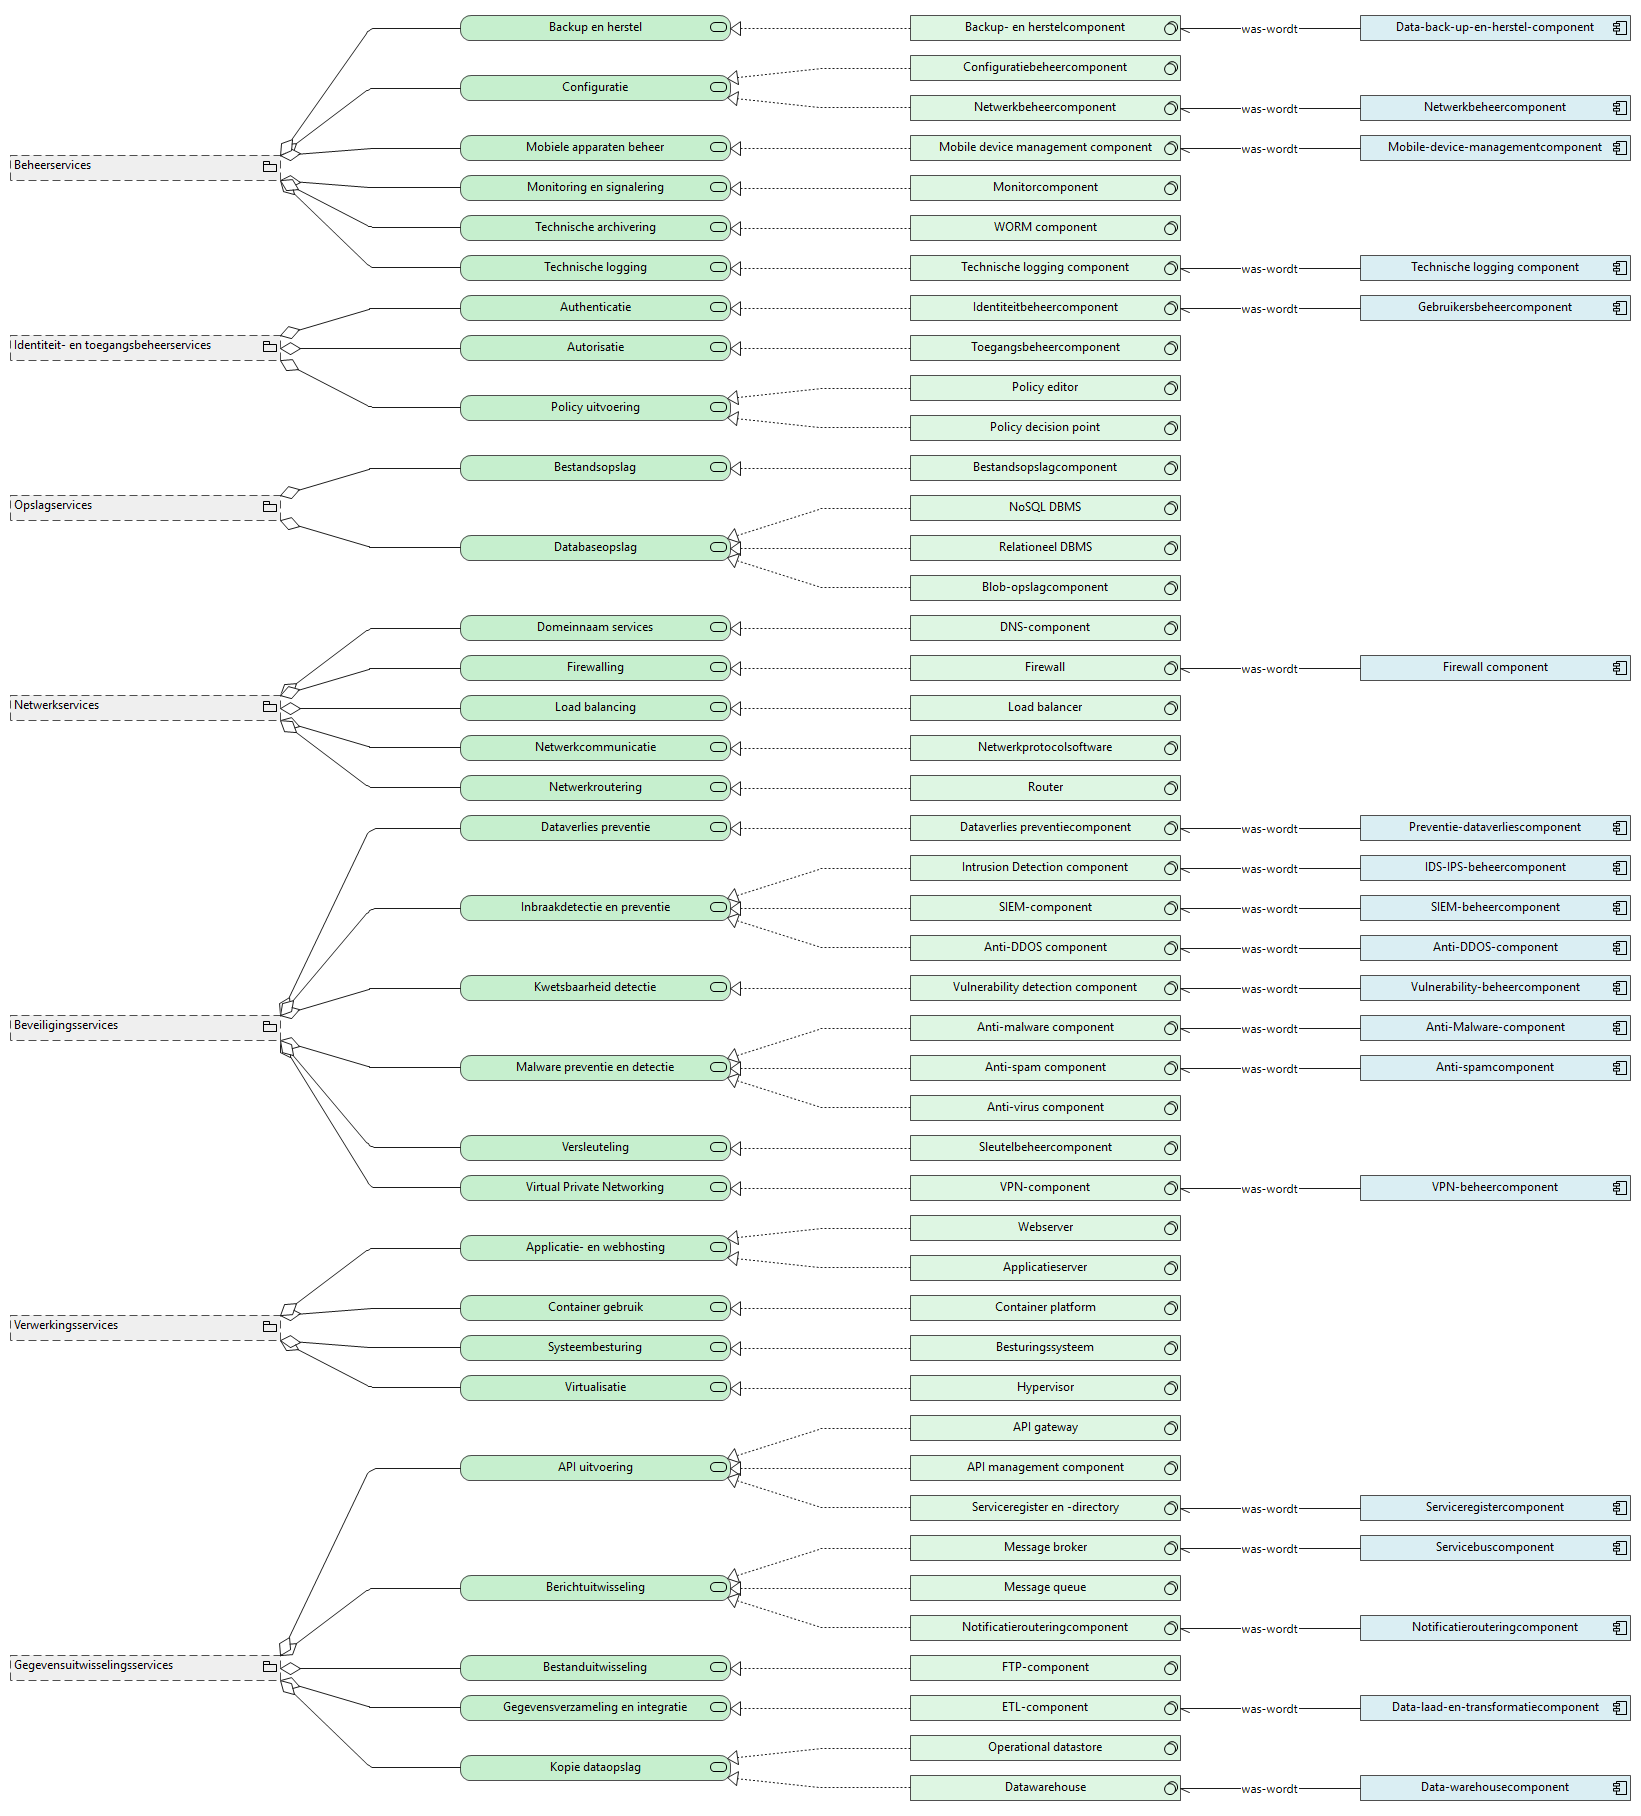 Backup en herstel
Backup- en herstelcomponent
was-wordt
Data-back-up-en-herstel-component
Configuratiebeheercomponent
Configuratie
Netwerkbeheercomponent
was-wordt
Netwerkbeheercomponent
Mobiele apparaten beheer
Mobile device management component
was-wordt
Mobile-device-managementcomponent
Beheerservices
Monitoring en signalering
Monitorcomponent
Technische archivering
WORM component
Technische logging
Technische logging component
was-wordt
Technische logging component
Authenticatie
Identiteitbeheercomponent
was-wordt
Gebruikersbeheercomponent
Identiteit- en toegangsbeheerservices
Autorisatie
Toegangsbeheercomponent
Policy editor
Policy uitvoering
Policy decision point
Bestandsopslag
Bestandsopslagcomponent
Opslagservices
NoSQL DBMS
Databaseopslag
Relationeel DBMS
Blob-opslagcomponent
Domeinnaam services
DNS-component
Firewalling
Firewall
was-wordt
Firewall component
Netwerkservices
Load balancing
Load balancer
Netwerkcommunicatie
Netwerkprotocolsoftware
Netwerkroutering
Router
Dataverlies preventie
Dataverlies preventiecomponent
was-wordt
Preventie-dataverliescomponent
Intrusion Detection component
was-wordt
IDS-IPS-beheercomponent
Inbraakdetectie en preventie
SIEM-component
was-wordt
SIEM-beheercomponent
Anti-DDOS component
was-wordt
Anti-DDOS-component
Kwetsbaarheid detectie
Vulnerability detection component
was-wordt
Vulnerability-beheercomponent
Beveiligingsservices
Anti-malware component
was-wordt
Anti-Malware-component
Malware preventie en detectie
Anti-spam component
was-wordt
Anti-spamcomponent
Anti-virus component
Versleuteling
Sleutelbeheercomponent
Virtual Private Networking
VPN-component
was-wordt
VPN-beheercomponent
Webserver
Applicatie- en webhosting
Applicatieserver
Container gebruik
Container platform
Verwerkingsservices
Systeembesturing
Besturingssysteem
Virtualisatie
Hypervisor
API gateway
API uitvoering
API management component
Serviceregister en -directory
was-wordt
Serviceregistercomponent
Message broker
was-wordt
Servicebuscomponent
Berichtuitwisseling
Message queue
Notificatierouteringcomponent
was-wordt
Notificatierouteringcomponent
Gegevensuitwisselingsservices
Bestanduitwisseling
FTP-component
Gegevensverzameling en integratie
ETL-component
was-wordt
Data-laad-en-transformatiecomponent
Operational datastore
Kopie dataopslag
Datawarehouse
was-wordt
Data-warehousecomponent